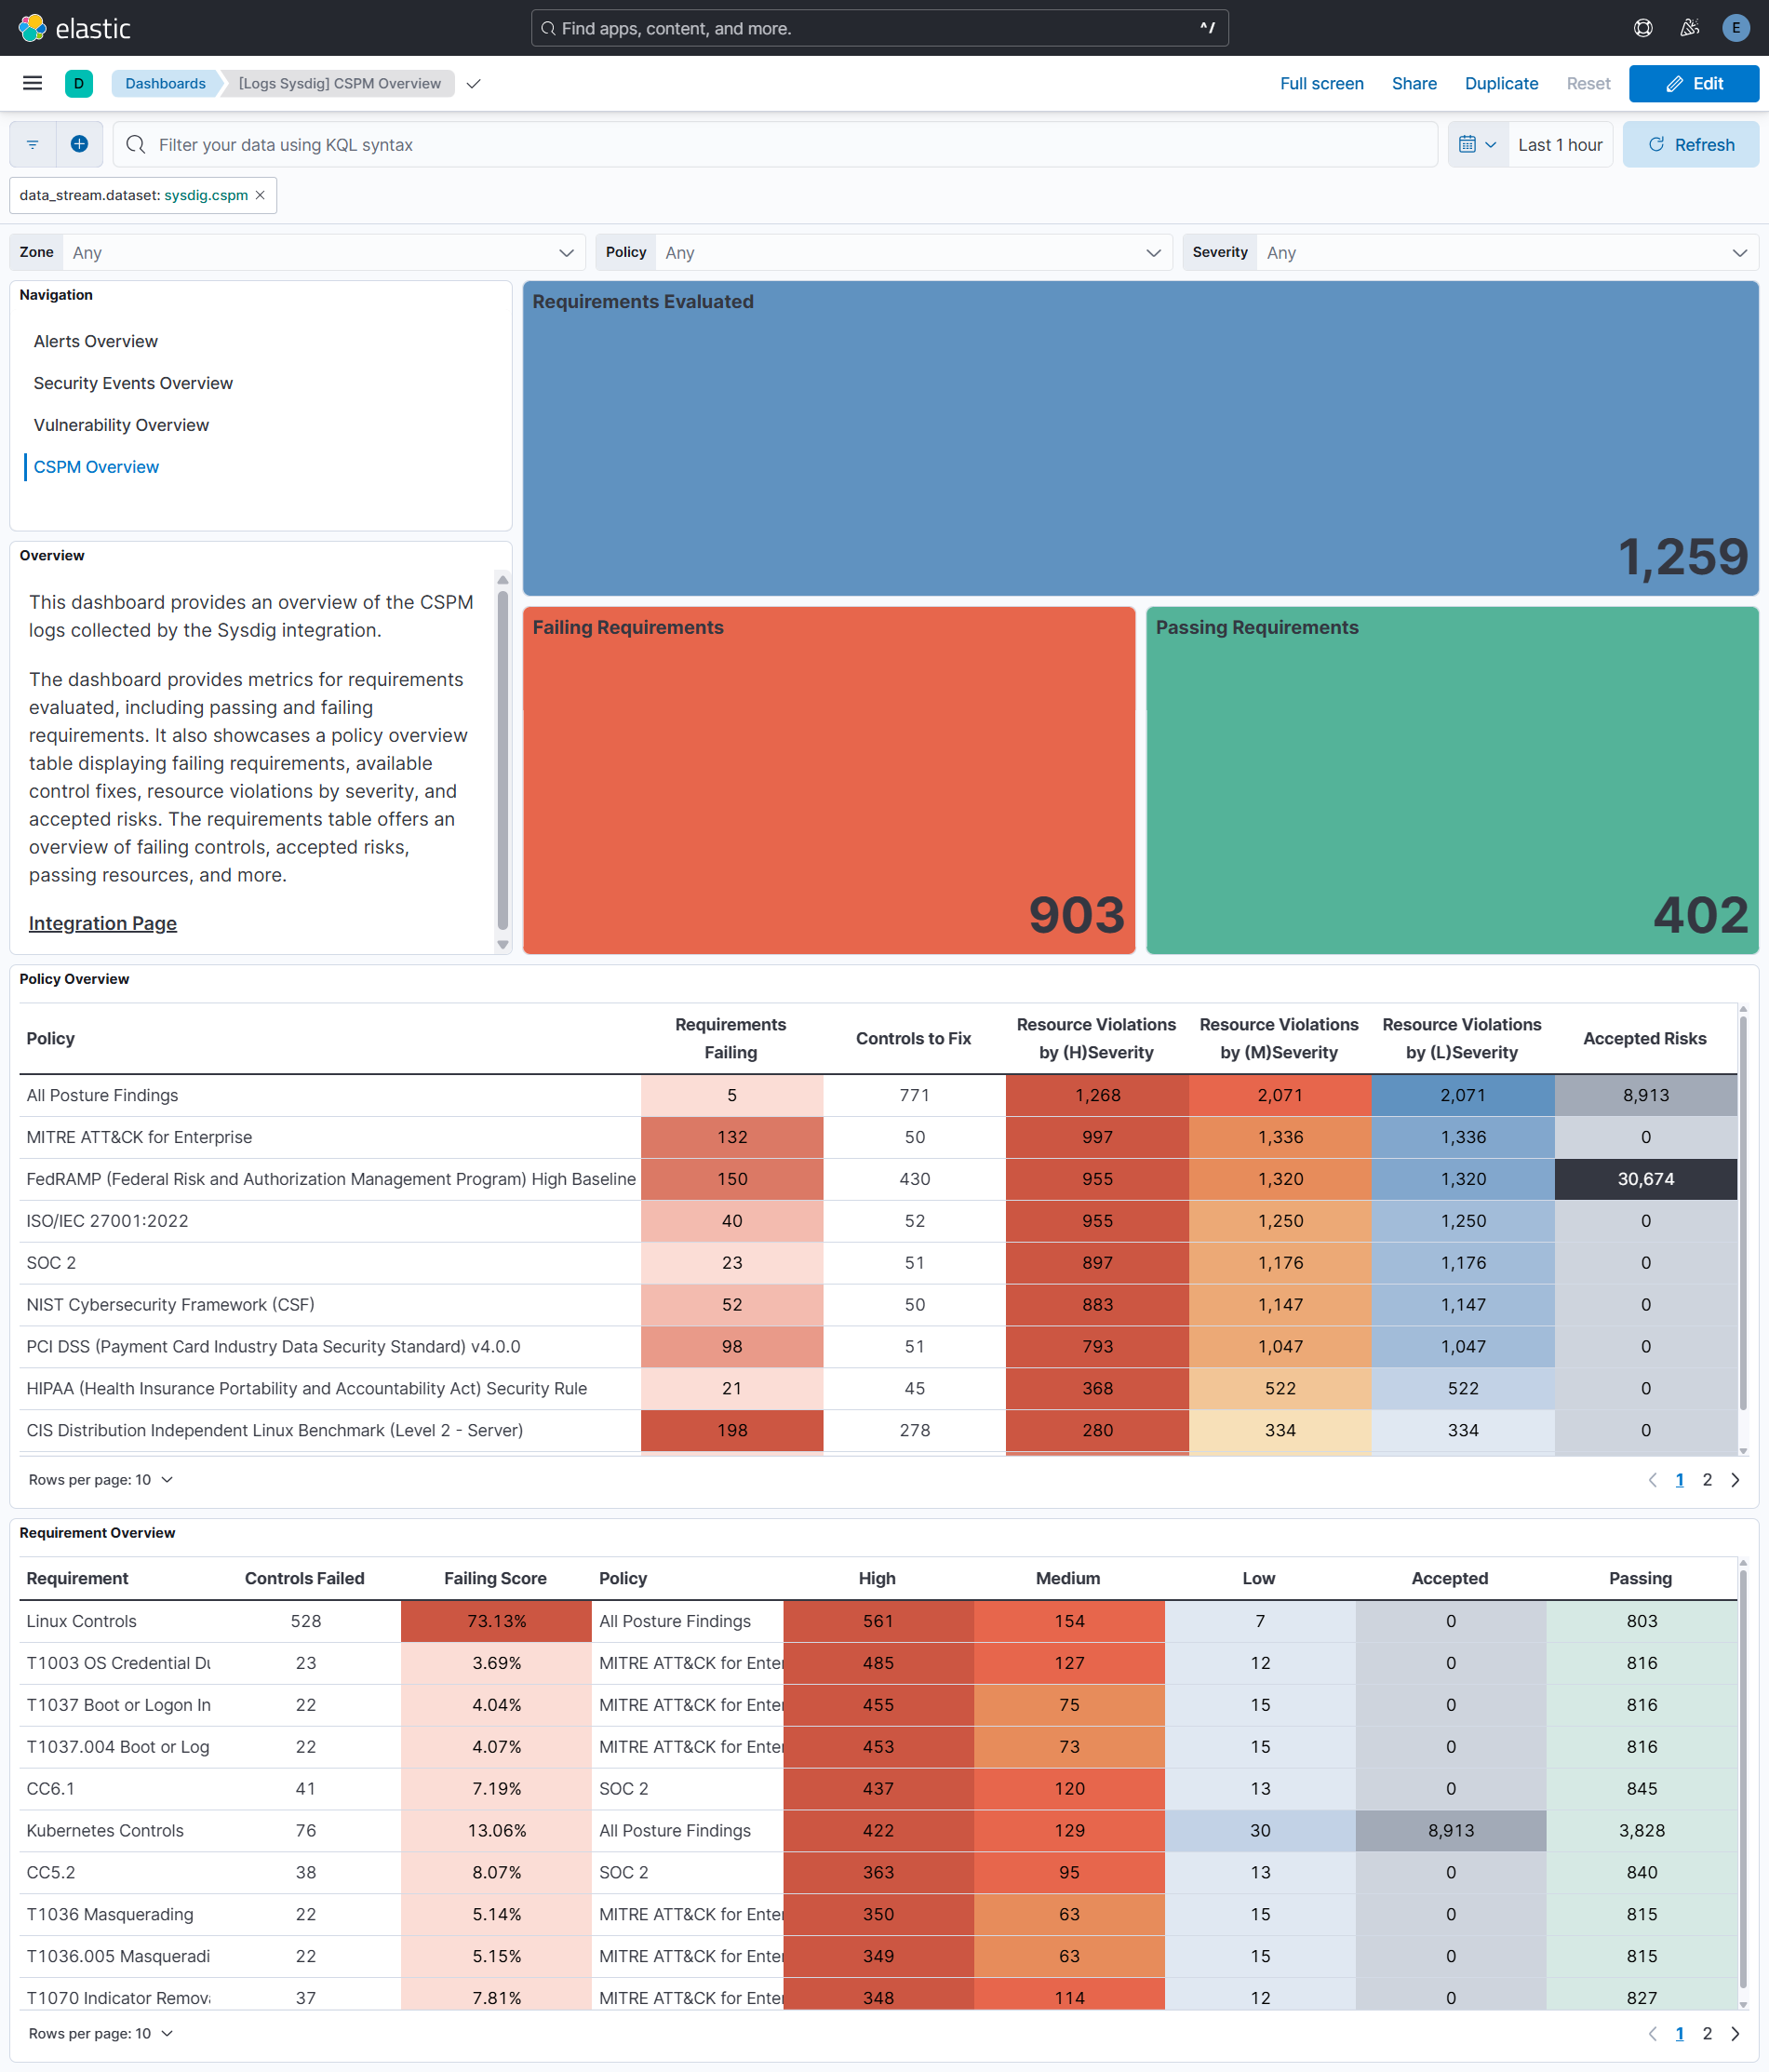 elastic
Find apps, content, and more.
^/
E
D
Dashboards
[Logs Sysdig] CSPM Overview
Full screen
Share
Duplicate
Reset
Edit
Filter your data using KQL syntax
Last 1 hour
Refresh
data_stream.dataset: sysdig.cspm
Zone Any
Policy Any
Severity Any
Navigation
Alerts Overview
Security Events Overview
Vulnerability Overview
CSPM Overview
Requirements Evaluated
1,259
Overview
This dashboard provides an overview of the CSPM
logs collected by the Sysdig integration.
The dashboard provides metrics for requirements
evaluated, including passing and failing
requirements. It also showcases a policy overview
table displaying failing requirements, available
control fixes, resource violations by severity, and
accepted risks. The requirements table offers an
overview of failing controls, accepted risks,
passing resources, and more.
Integration Page
Failing Requirements
903
Passing Requirements
402
Policy Overview
Policy
Requirements
Failing
Controls to Fix
Resource Violations
by (H)Severity
Resource Violations
by (M)Severity
Resource Violations
by (L)Severity
Accepted Risks
All Posture Findings 5 771 1,268 2,071 2,071 8,913
MITRE ATT&CK for Enterprise 132 50 997 1,336 1,336 0
FedRAMP (Federal Risk and Authorization Management Program) High Baseline 150 430 955 1,320 1,320 30,674
ISO/IEC 27001:2022 40 52 955 1,250 1,250 0
SOC 2 23 51 897 1,176 1,176 0
NIST Cybersecurity Framework (CSF) 52 50 883 1,147 1,147 0
PCI DSS (Payment Card Industry Data Security Standard) v4.0.0 98 51 793 1,047 1,047 0
HIPAA (Health Insurance Portability and Accountability Act) Security Rule 21 45 368 522 522 0
CIS Distribution Independent Linux Benchmark (Level 2 - Server) 198 278 280 334 334 0
Rows per page: 10
1 2
Requirement Overview
Requirement Controls Failed Failing Score Policy High Medium Low Accepted Passing
Linux Controls 528 73.13% All Posture Findings 561 154 7 0 803
T1003 OS Credential Du 23 3.69% MITRE ATT&CK for Enter 485 127 12 0 816
T1037 Boot or Logon In 22 4.04% MITRE ATT&CK for Enter 455 75 15 0 816
T1037.004 Boot or Log 22 4.07% MITRE ATT&CK for Enter 453 73 15 0 816
CC6.1 41 7.19% SOC 2 437 120 13 0 845
Kubernetes Controls 76 13.06% All Posture Findings 422 129 30 8,913 3,828
CC5.2 38 8.07% SOC 2 363 95 13 0 840
T1036 Masquerading 22 5.14% MITRE ATT&CK for Enter 350 63 15 0 815
T1036.005 Masqueradi 22 5.15% MITRE ATT&CK for Enter 349 63 15 0 815
T1070 Indicator Remova 37 7.81% MITRE ATT&CK for Enter 348 114 12 0 827
Rows per page: 10
1 2